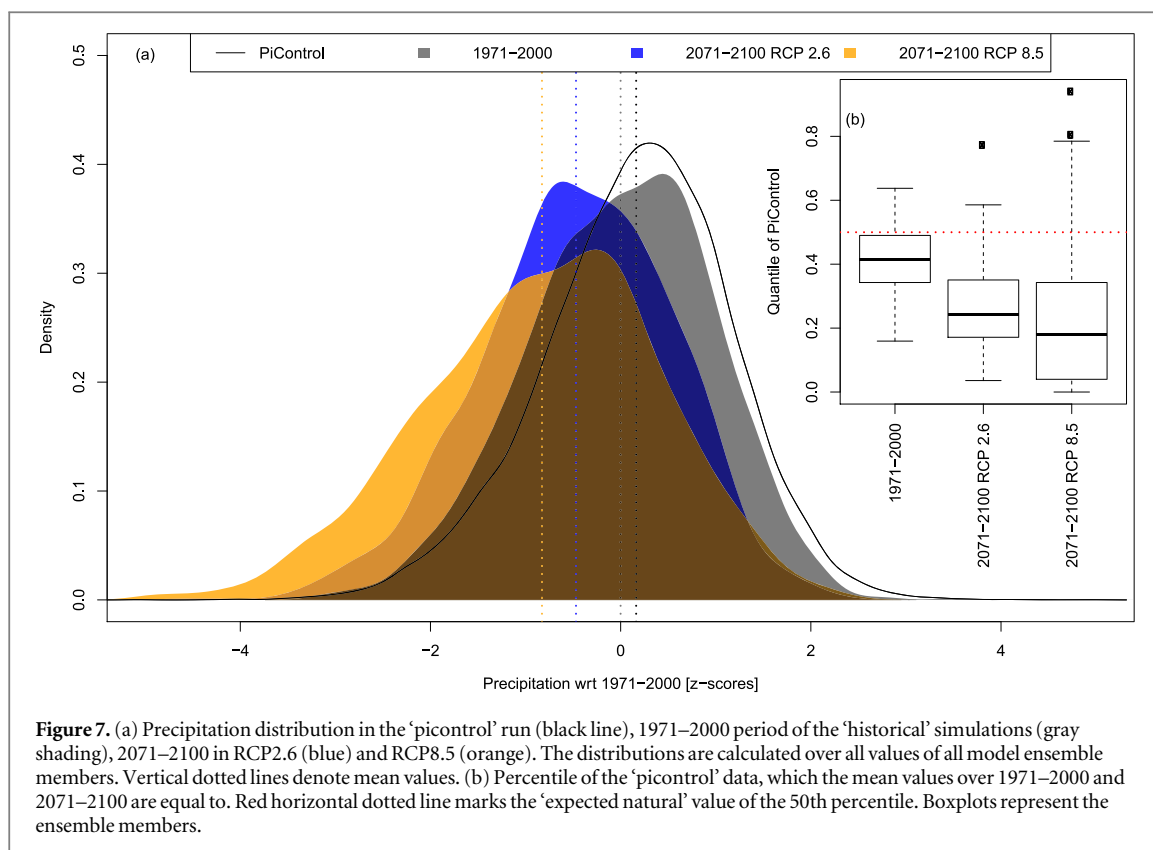 (a) PiControl 1971−2000 2071−2100 RCP 2.6 2071−2100 RCP 8.5
0.5
0.4
0.3
0.2
0.1
0.0
Density
−4 −2 0 2 4
Precipitation wrt 1971−2000 [z−scores]
(b)
0.8
0.6
0.4
0.2
0.0
Quantile of PiControl
1971−2000
2071−2100 RCP 2.6
2071−2100 RCP 8.5
Figure 7. (a) Precipitation distribution in the ‘picontrol’ run (black line), 1971–2000 period of the ‘historical’ simulations (gray
shading), 2071–2100 in RCP2.6 (blue) and RCP8.5 (orange). The distributions are calculated over all values of all model ensemble
members. Vertical dotted lines denote mean values. (b) Percentile of the ‘picontrol’ data, which the mean values over 1971–2000 and
2071–2100 are equal to. Red horizontal dotted line marks the ‘expected natural’ value of the 50th percentile. Boxplots represent the
ensemble members.